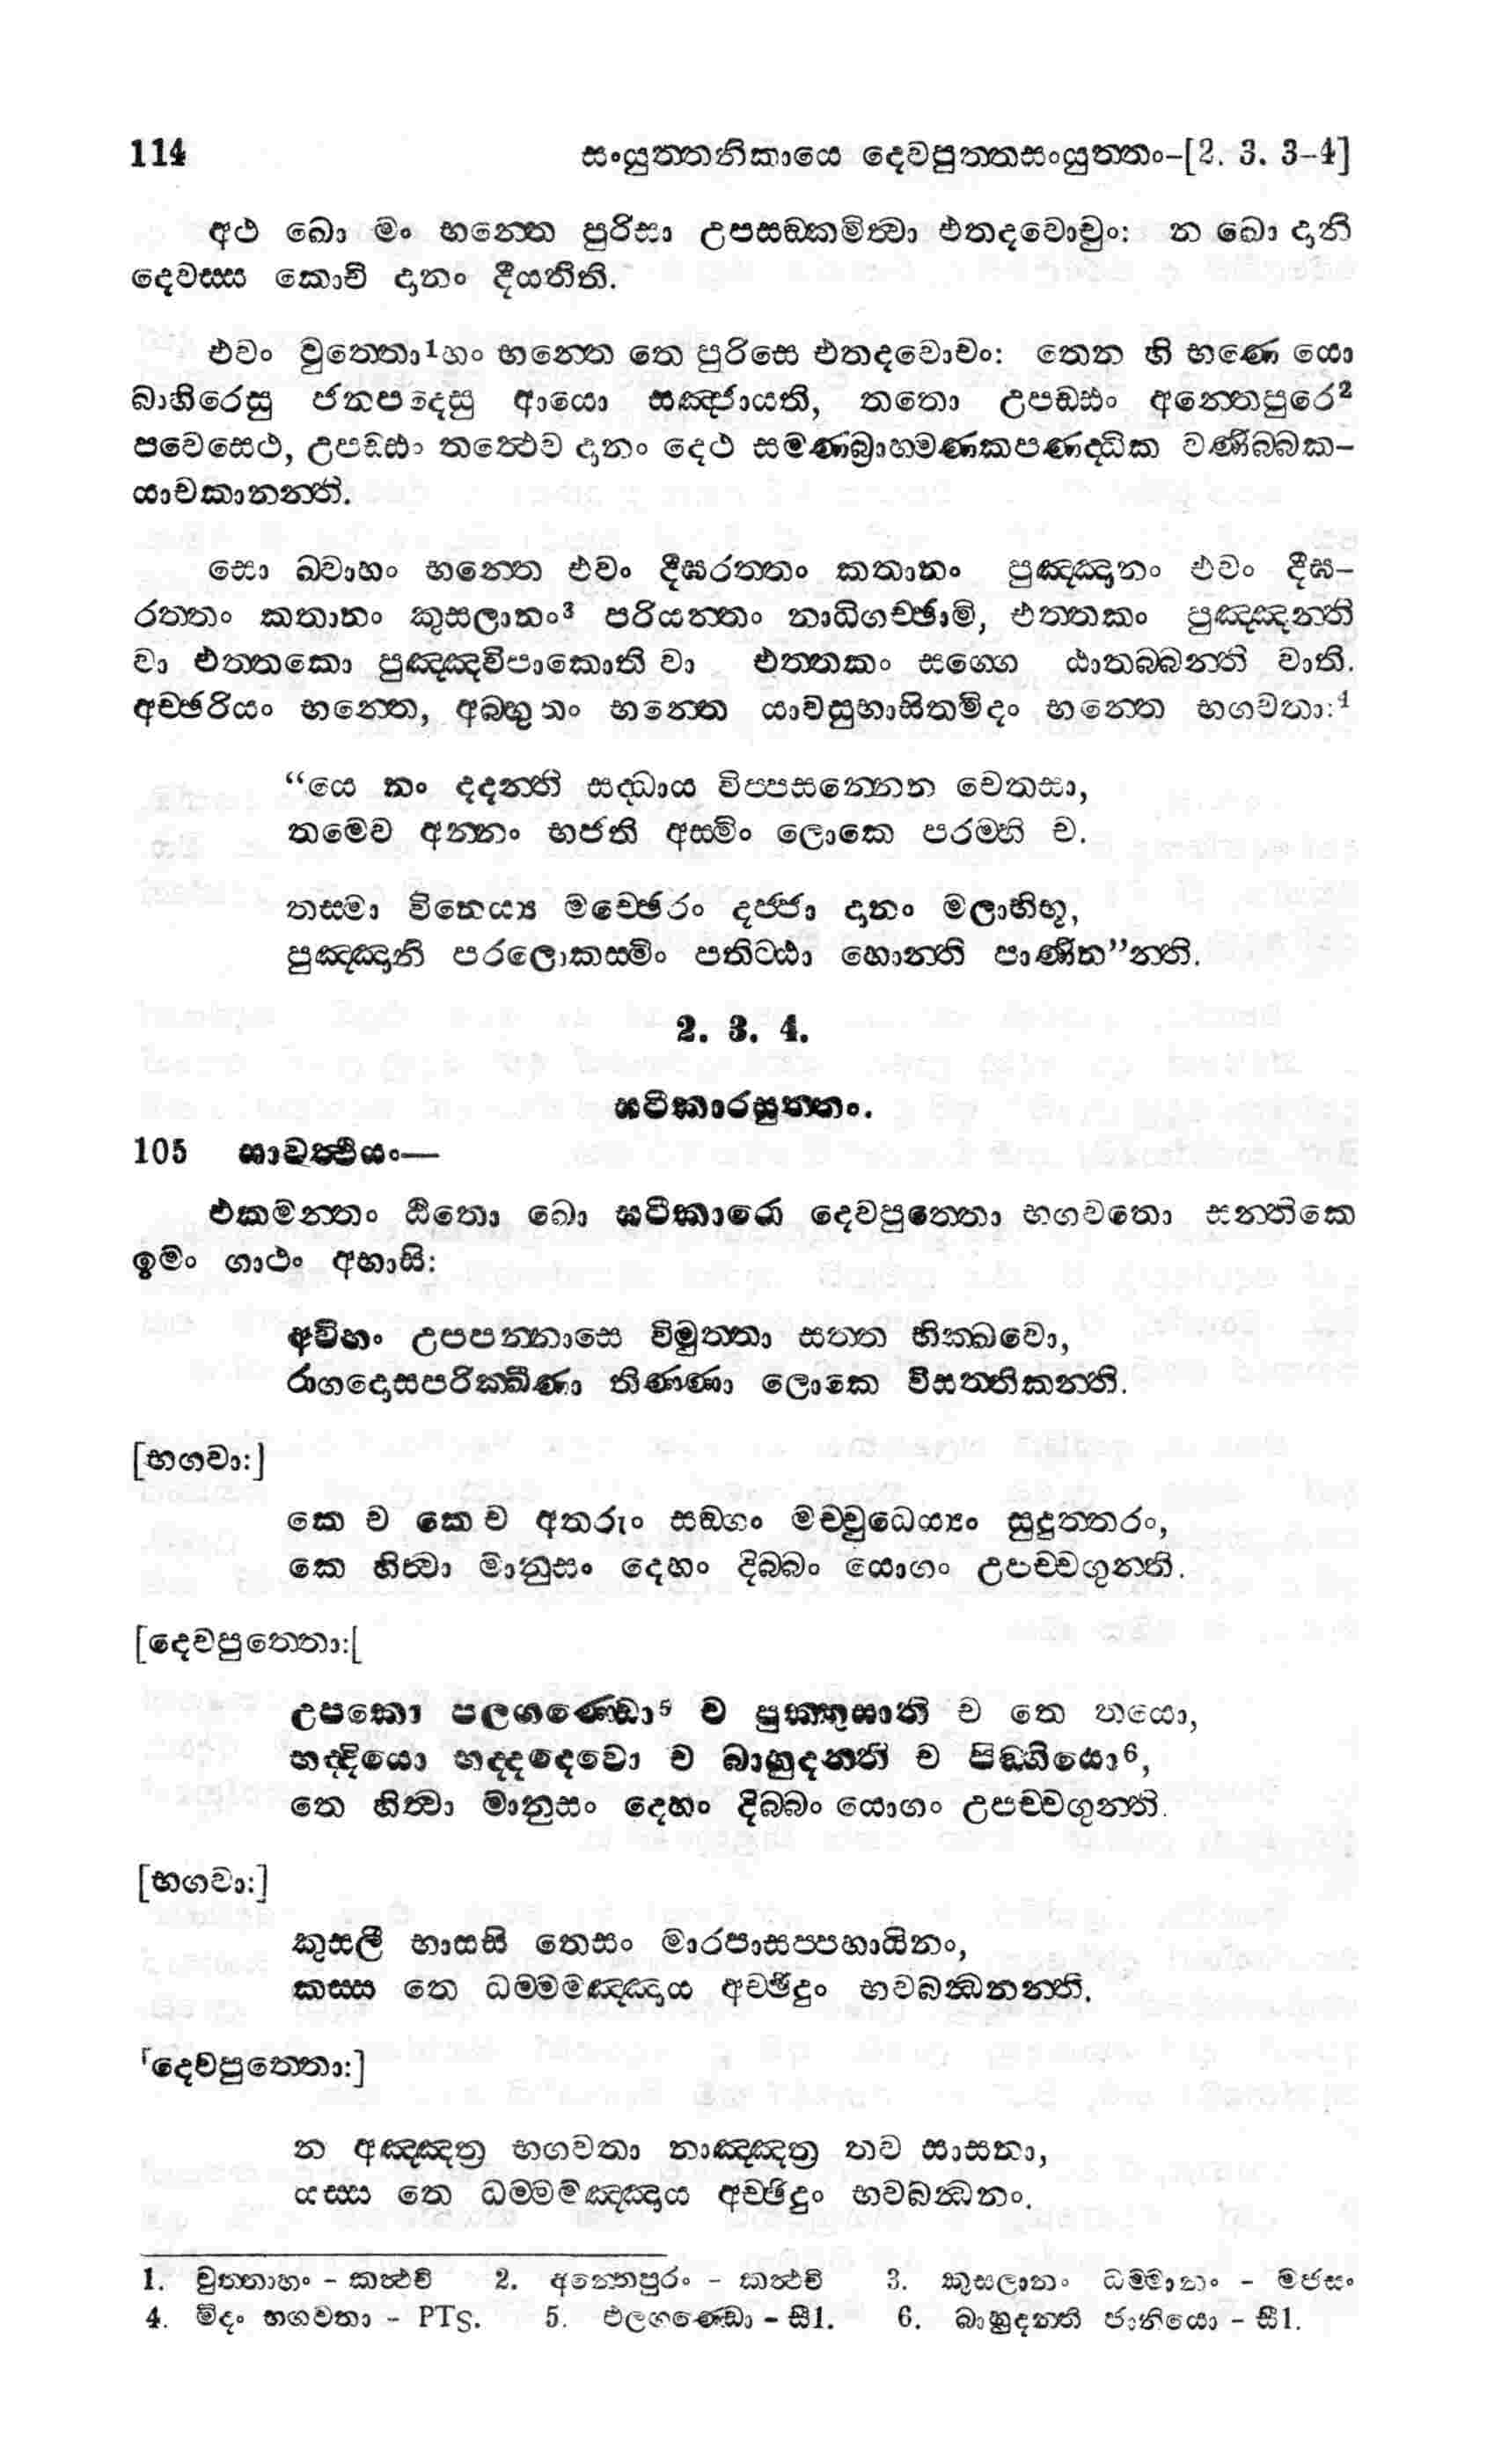 114 සංයුත්තනිකායෙ දෙවපුත්තසංයුත්තං-[2. 3. 3-4]
අථ ඛො මං භන්තෙ පුරිසා උපසඞ්කමිත්වා එතදවොචුං: න ඛො දානි
දෙවස්ස කොචි දානං දීයතීති.
එවං වුත්තො¹හං භන්තෙ තෙ පුරිසෙ එතදවොචං: තෙන හි භණෙ යො
බාහිරෙසු ජනපදෙසු ආයො සඤ්ජායති, තතො උපඩ්ඪං අන්තෙපුරෙ²
පවෙසෙථ, උපඩ්ඪං තත්ථෙව දානං දෙථ සමණබ්‍රාහ්මණකපණද්ධික වණිබ්බක-
යාචකානන්ති.
සො ඛ්වාහං භන්තෙ එවං දීඝරත්තං කතානං පුඤ්ඤානං එවං දීඝ-
රත්තං කතානං කුසලානං³ පරියන්තං නාධිගච්ඡාමි, එත්තකං පුඤ්ඤන්ති
වා එත්තකො පුඤ්ඤවිපාකොති වා එත්තකං සග්ගෙ ඨාතබ්බන්ති වාති.
අච්ඡරියං භන්තෙ, අබ්භුතං භන්තෙ යාවසුභාසිතම්දං භන්තෙ භගවතා:⁴
“යෙ නං දදන්ති සද්ධාය විප්පසන්නෙන චෙතසා,
තමෙව අන්නං භජති අස්මිං ලොකෙ පරම්හි ච.
තස්මා විනෙය්‍ය මච්ඡෙරං දජ්ජා දානං මලාභිභූ,
පුඤ්ඤානි පරලොකස්මිං පතිට්ඨා හොන්ති පාණින”න්ති.
2. 3. 4.
ඝටීකාරසුත්තං.
105 සාවත්ථියං—
එකමන්තං ඨිතො ඛො ඝටීකාරො දෙවපුත්තො භගවතො සන්තිකෙ
ඉමං ගාථං අභාසි:
අවිහං උපපන්නාසෙ විමුත්තා සත්ත භික්ඛවො,
රාගදොසපරික්ඛීණා තිණ්ණා ලොකෙ විසත්තිකන්ති.
[භගවා:]
කෙ ච කෙ ච අතරුං සඞ්ගං මච්චුධෙය්‍යං සුදුත්තරං,
කෙ හිත්වා මානුසං දෙහං දිබ්බං යොගං උපච්චගුන්ති.
[දෙවපුත්තො:[
උපකො පලගණ්ඩො⁵ ච පුක්කුසාති ච තෙ තයො,
භද්දියො භද්දදෙවො ච බාහුදන්ති ච පිඞ්ගියො⁶,
තෙ හිත්වා මානුසං දෙහං දිබ්බං යොගං උපච්චගුන්ති.
[භගවා:]
කුසලී භාසසි තෙසං මාරපාසප්පහායිනං,
කස්ස තෙ ධම්මමඤ්ඤාය අච්ඡිදුං භවබන්ධනන්ති.
[දෙවපුත්තො:]
න අඤ්ඤත්‍ර භගවතා නාඤ්ඤත්‍ර තව සාසනා,
යස්ස තෙ ධම්මමඤ්ඤාය අච්ඡිදුං භවබන්ධනං.
1. වුත්තාහං - කත්ථචි 2. අන්තෙපුරං - කත්ථචි 3. කුසලානං ධම්මානං - මජසං
4. මිදං භගවතා - PTS. 5. ඵලගණ්ඩො - සී1. 6. බාහුදන්ති ජානියො - සී1.